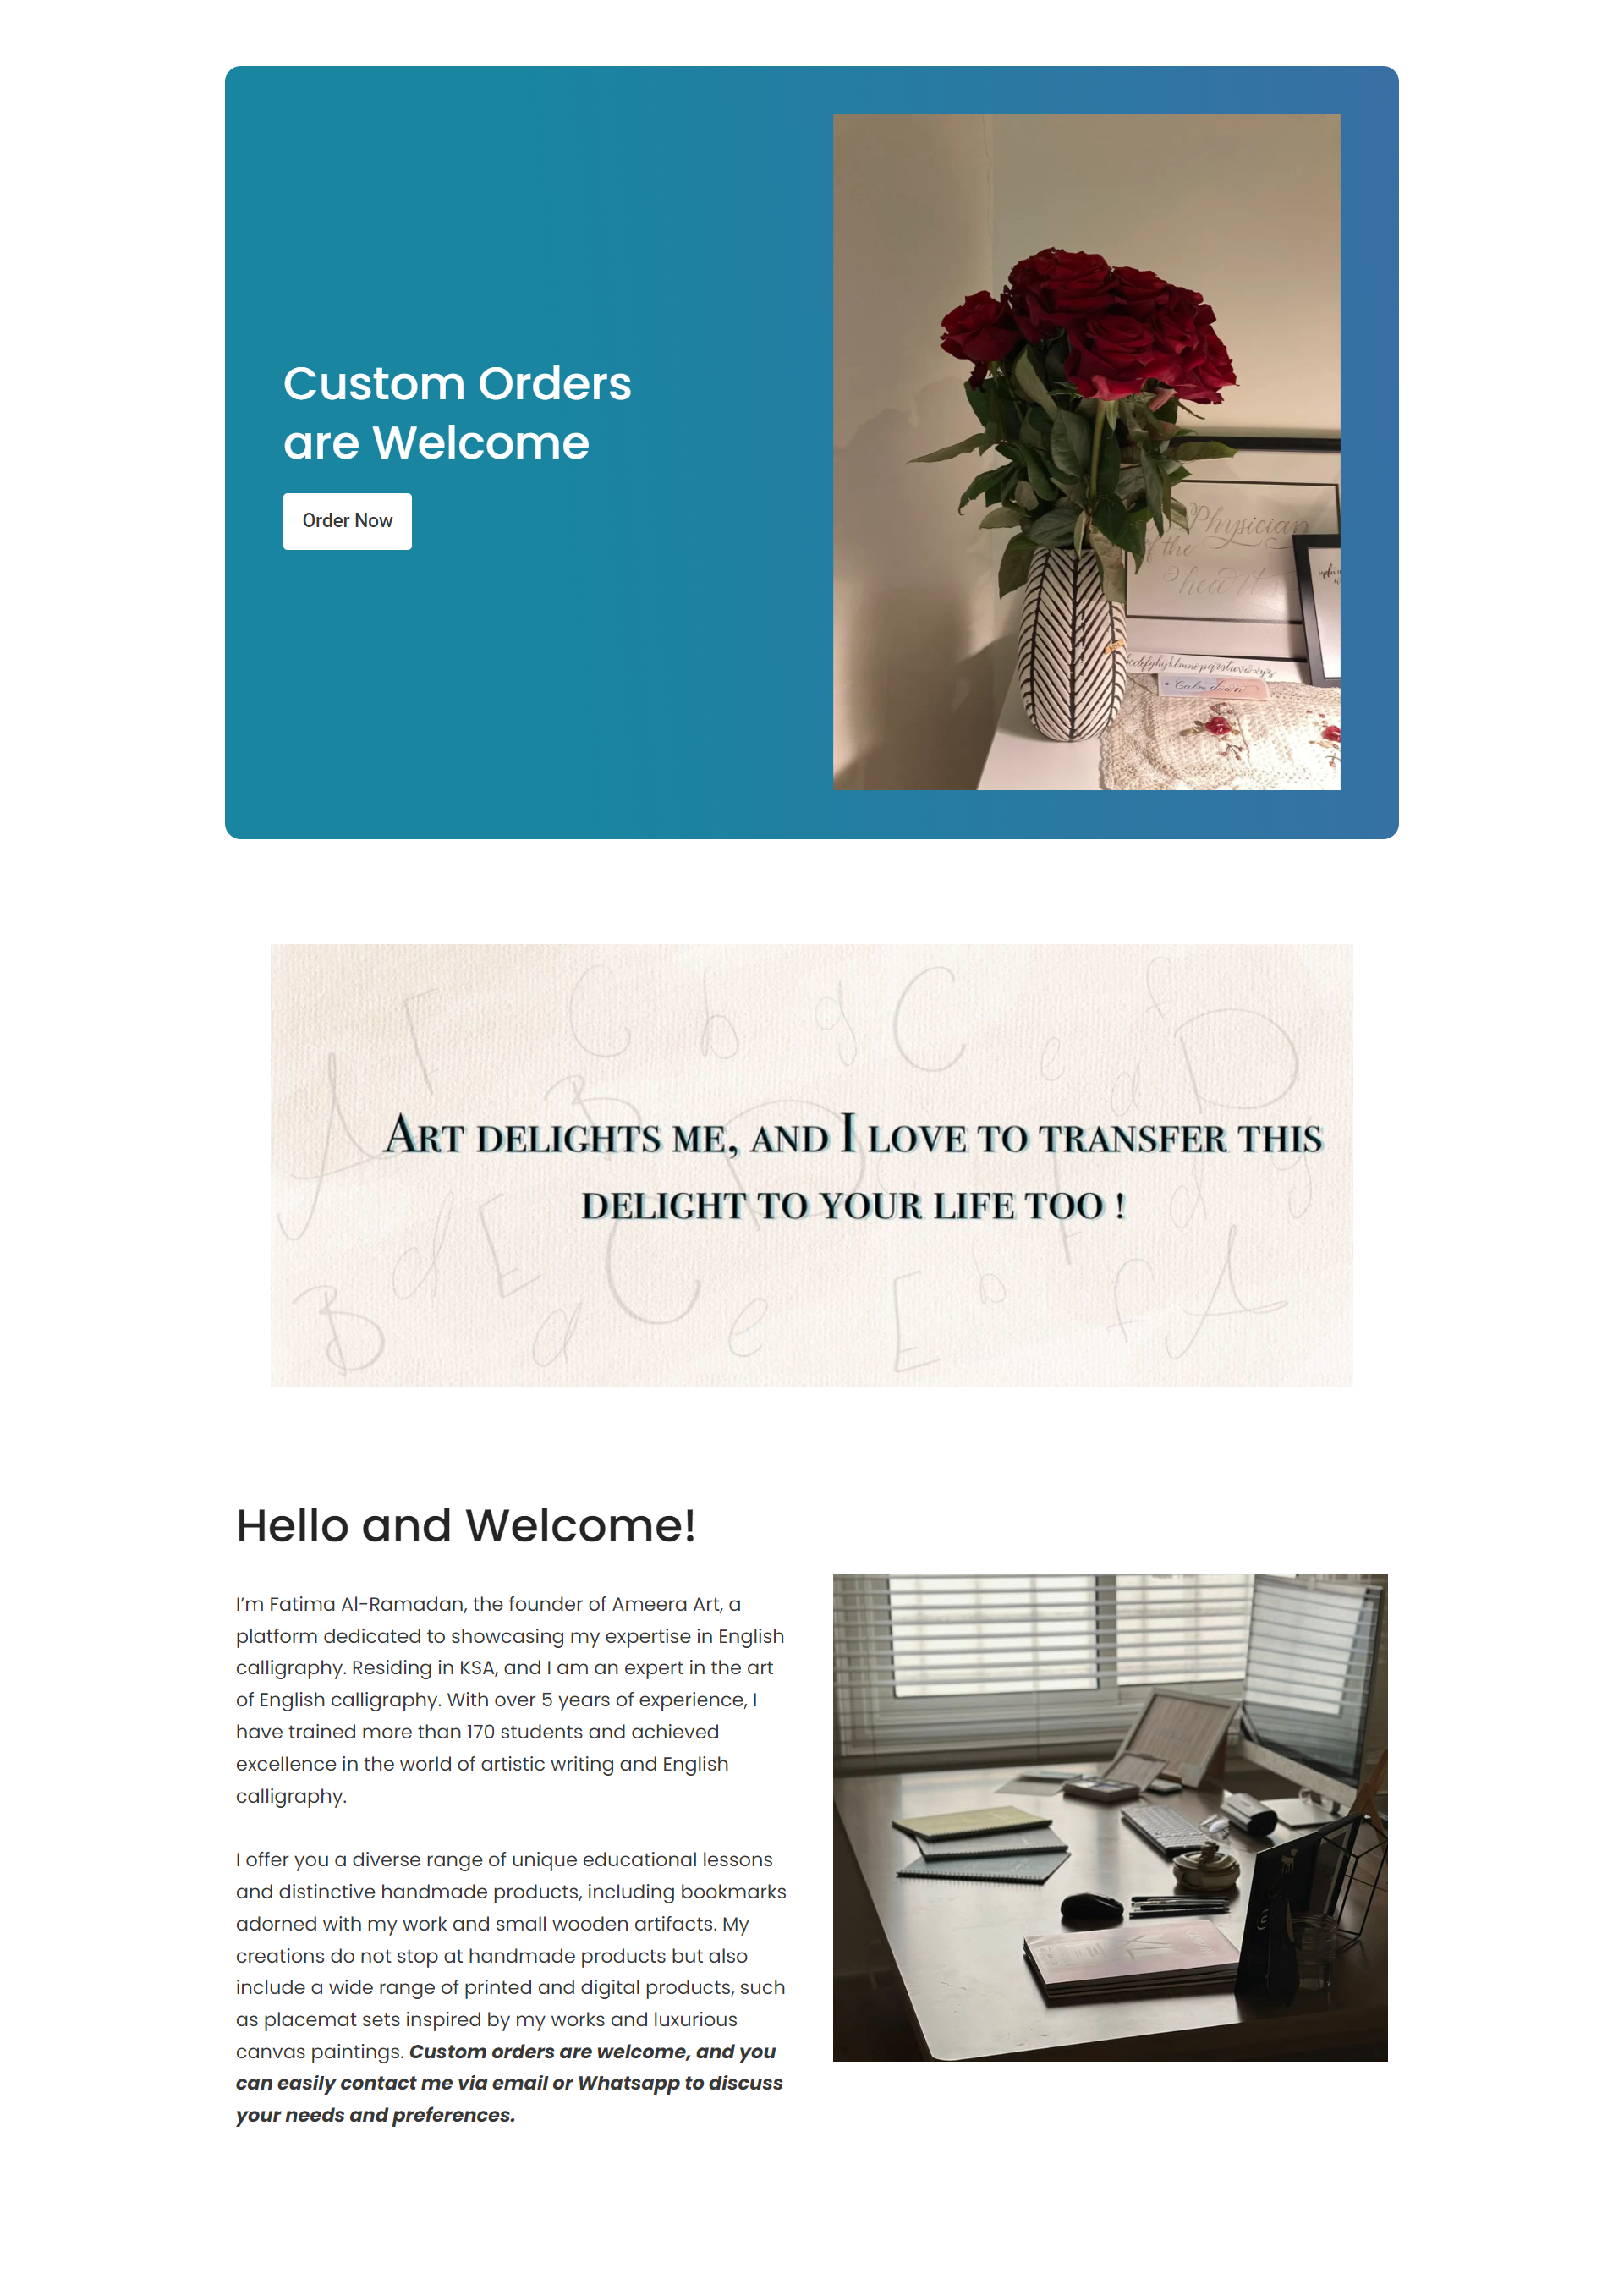 Custom Orders
are Welcome
Order Now
Physician
the
hearts
Calm down
ART DELIGHTS ME, AND I LOVE TO TRANSFER THIS
DELIGHT TO YOUR LIFE TOO !
F C b g C e d f D
A B
d E C d e E b f A
B
Hello and Welcome!
I’m Fatima Al-Ramadan, the founder of Ameera Art, a
platform dedicated to showcasing my expertise in English
calligraphy. Residing in KSA, and I am an expert in the art
of English calligraphy. With over 5 years of experience, I
have trained more than 170 students and achieved
excellence in the world of artistic writing and English
calligraphy.
I offer you a diverse range of unique educational lessons
and distinctive handmade products, including bookmarks
adorned with my work and small wooden artifacts. My
creations do not stop at handmade products but also
include a wide range of printed and digital products, such
as placemat sets inspired by my works and luxurious
canvas paintings. Custom orders are welcome, and you
can easily contact me via email or Whatsapp to discuss
your needs and preferences.